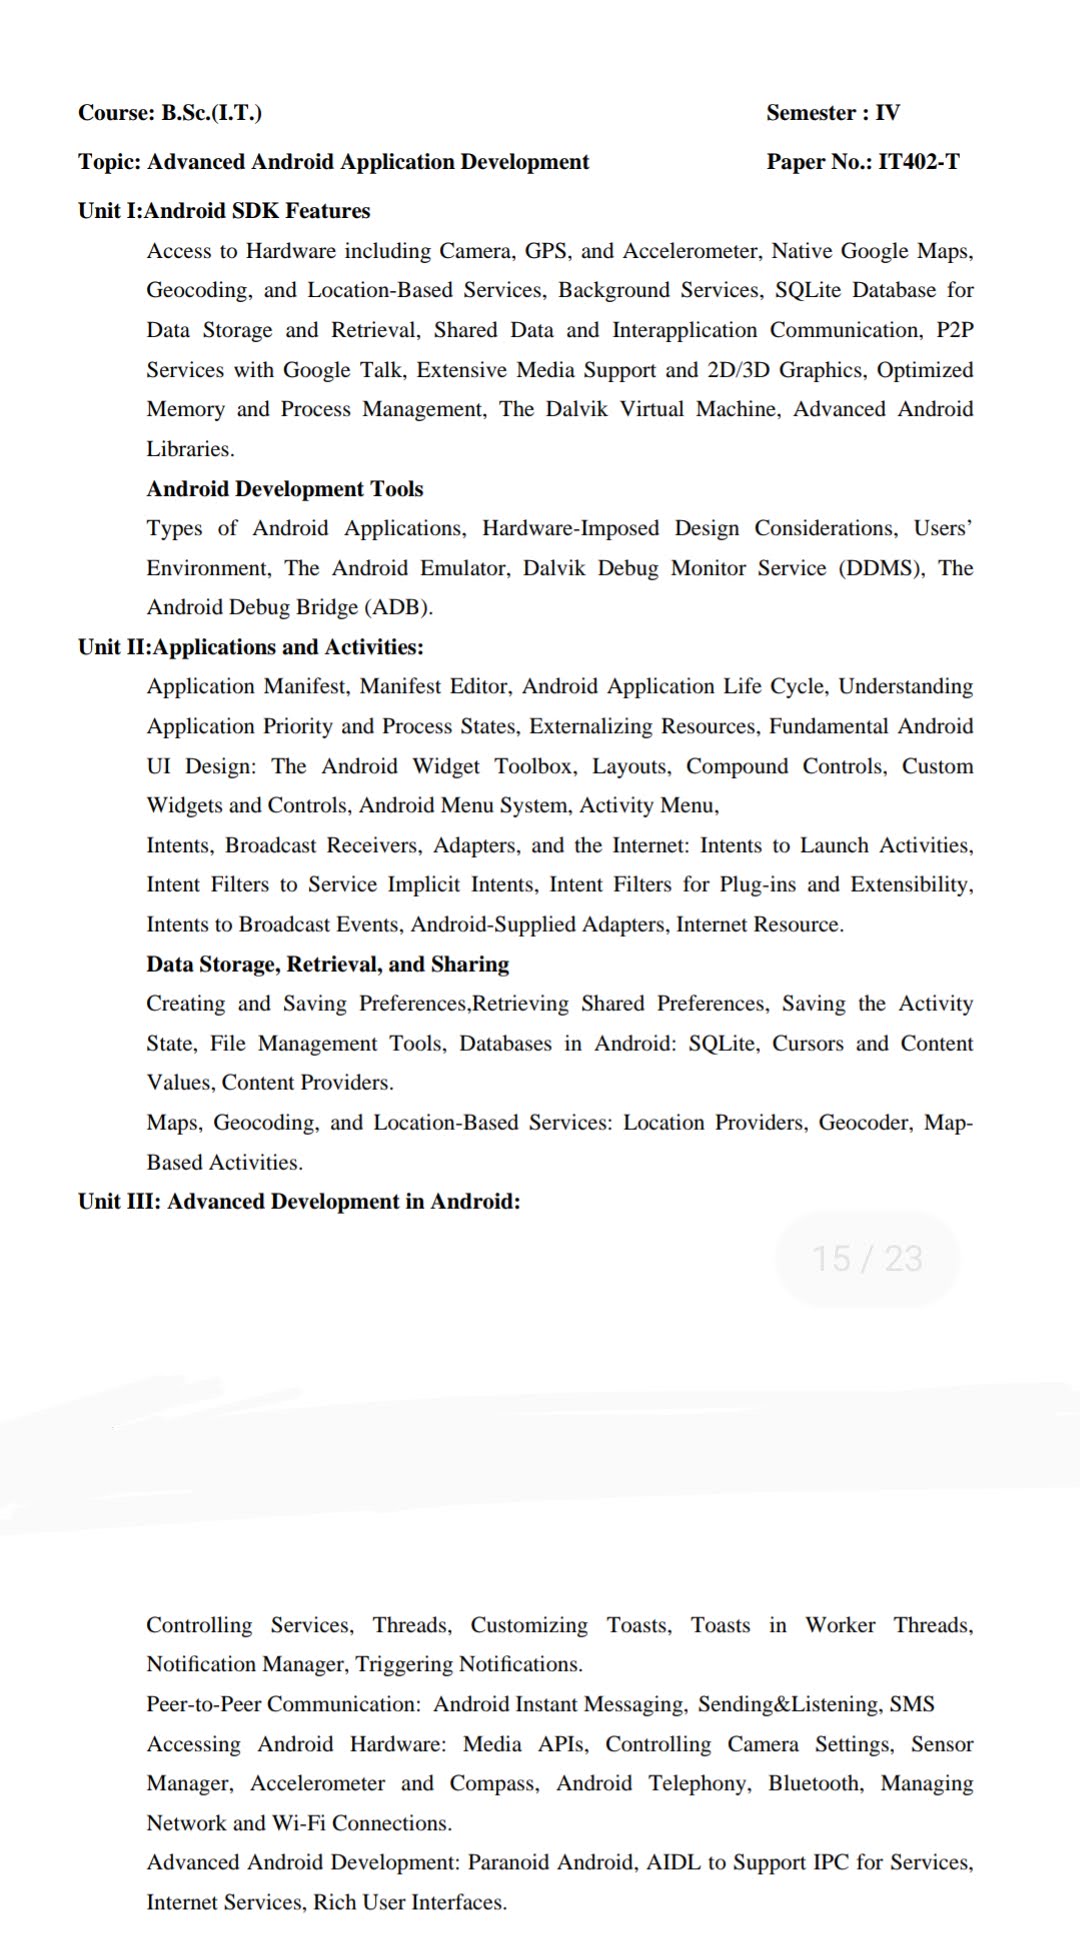 Course: B.Sc.(I.T.) Semester : IV
Topic: Advanced Android Application Development Paper No.: IT402-T
Unit I:Android SDK Features
Access to Hardware including Camera, GPS, and Accelerometer, Native Google Maps,
Geocoding, and Location-Based Services, Background Services, SQLite Database for
Data Storage and Retrieval, Shared Data and Interapplication Communication, P2P
Services with Google Talk, Extensive Media Support and 2D/3D Graphics, Optimized
Memory and Process Management, The Dalvik Virtual Machine, Advanced Android
Libraries.
Android Development Tools
Types of Android Applications, Hardware-Imposed Design Considerations, Users’
Environment, The Android Emulator, Dalvik Debug Monitor Service (DDMS), The
Android Debug Bridge (ADB).
Unit II:Applications and Activities:
Application Manifest, Manifest Editor, Android Application Life Cycle, Understanding
Application Priority and Process States, Externalizing Resources, Fundamental Android
UI Design: The Android Widget Toolbox, Layouts, Compound Controls, Custom
Widgets and Controls, Android Menu System, Activity Menu,
Intents, Broadcast Receivers, Adapters, and the Internet: Intents to Launch Activities,
Intent Filters to Service Implicit Intents, Intent Filters for Plug-ins and Extensibility,
Intents to Broadcast Events, Android-Supplied Adapters, Internet Resource.
Data Storage, Retrieval, and Sharing
Creating and Saving Preferences,Retrieving Shared Preferences, Saving the Activity
State, File Management Tools, Databases in Android: SQLite, Cursors and Content
Values, Content Providers.
Maps, Geocoding, and Location-Based Services: Location Providers, Geocoder, Map-
Based Activities.
Unit III: Advanced Development in Android:
15 / 23
Controlling Services, Threads, Customizing Toasts, Toasts in Worker Threads,
Notification Manager, Triggering Notifications.
Peer-to-Peer Communication: Android Instant Messaging, Sending&Listening, SMS
Accessing Android Hardware: Media APIs, Controlling Camera Settings, Sensor
Manager, Accelerometer and Compass, Android Telephony, Bluetooth, Managing
Network and Wi-Fi Connections.
Advanced Android Development: Paranoid Android, AIDL to Support IPC for Services,
Internet Services, Rich User Interfaces.